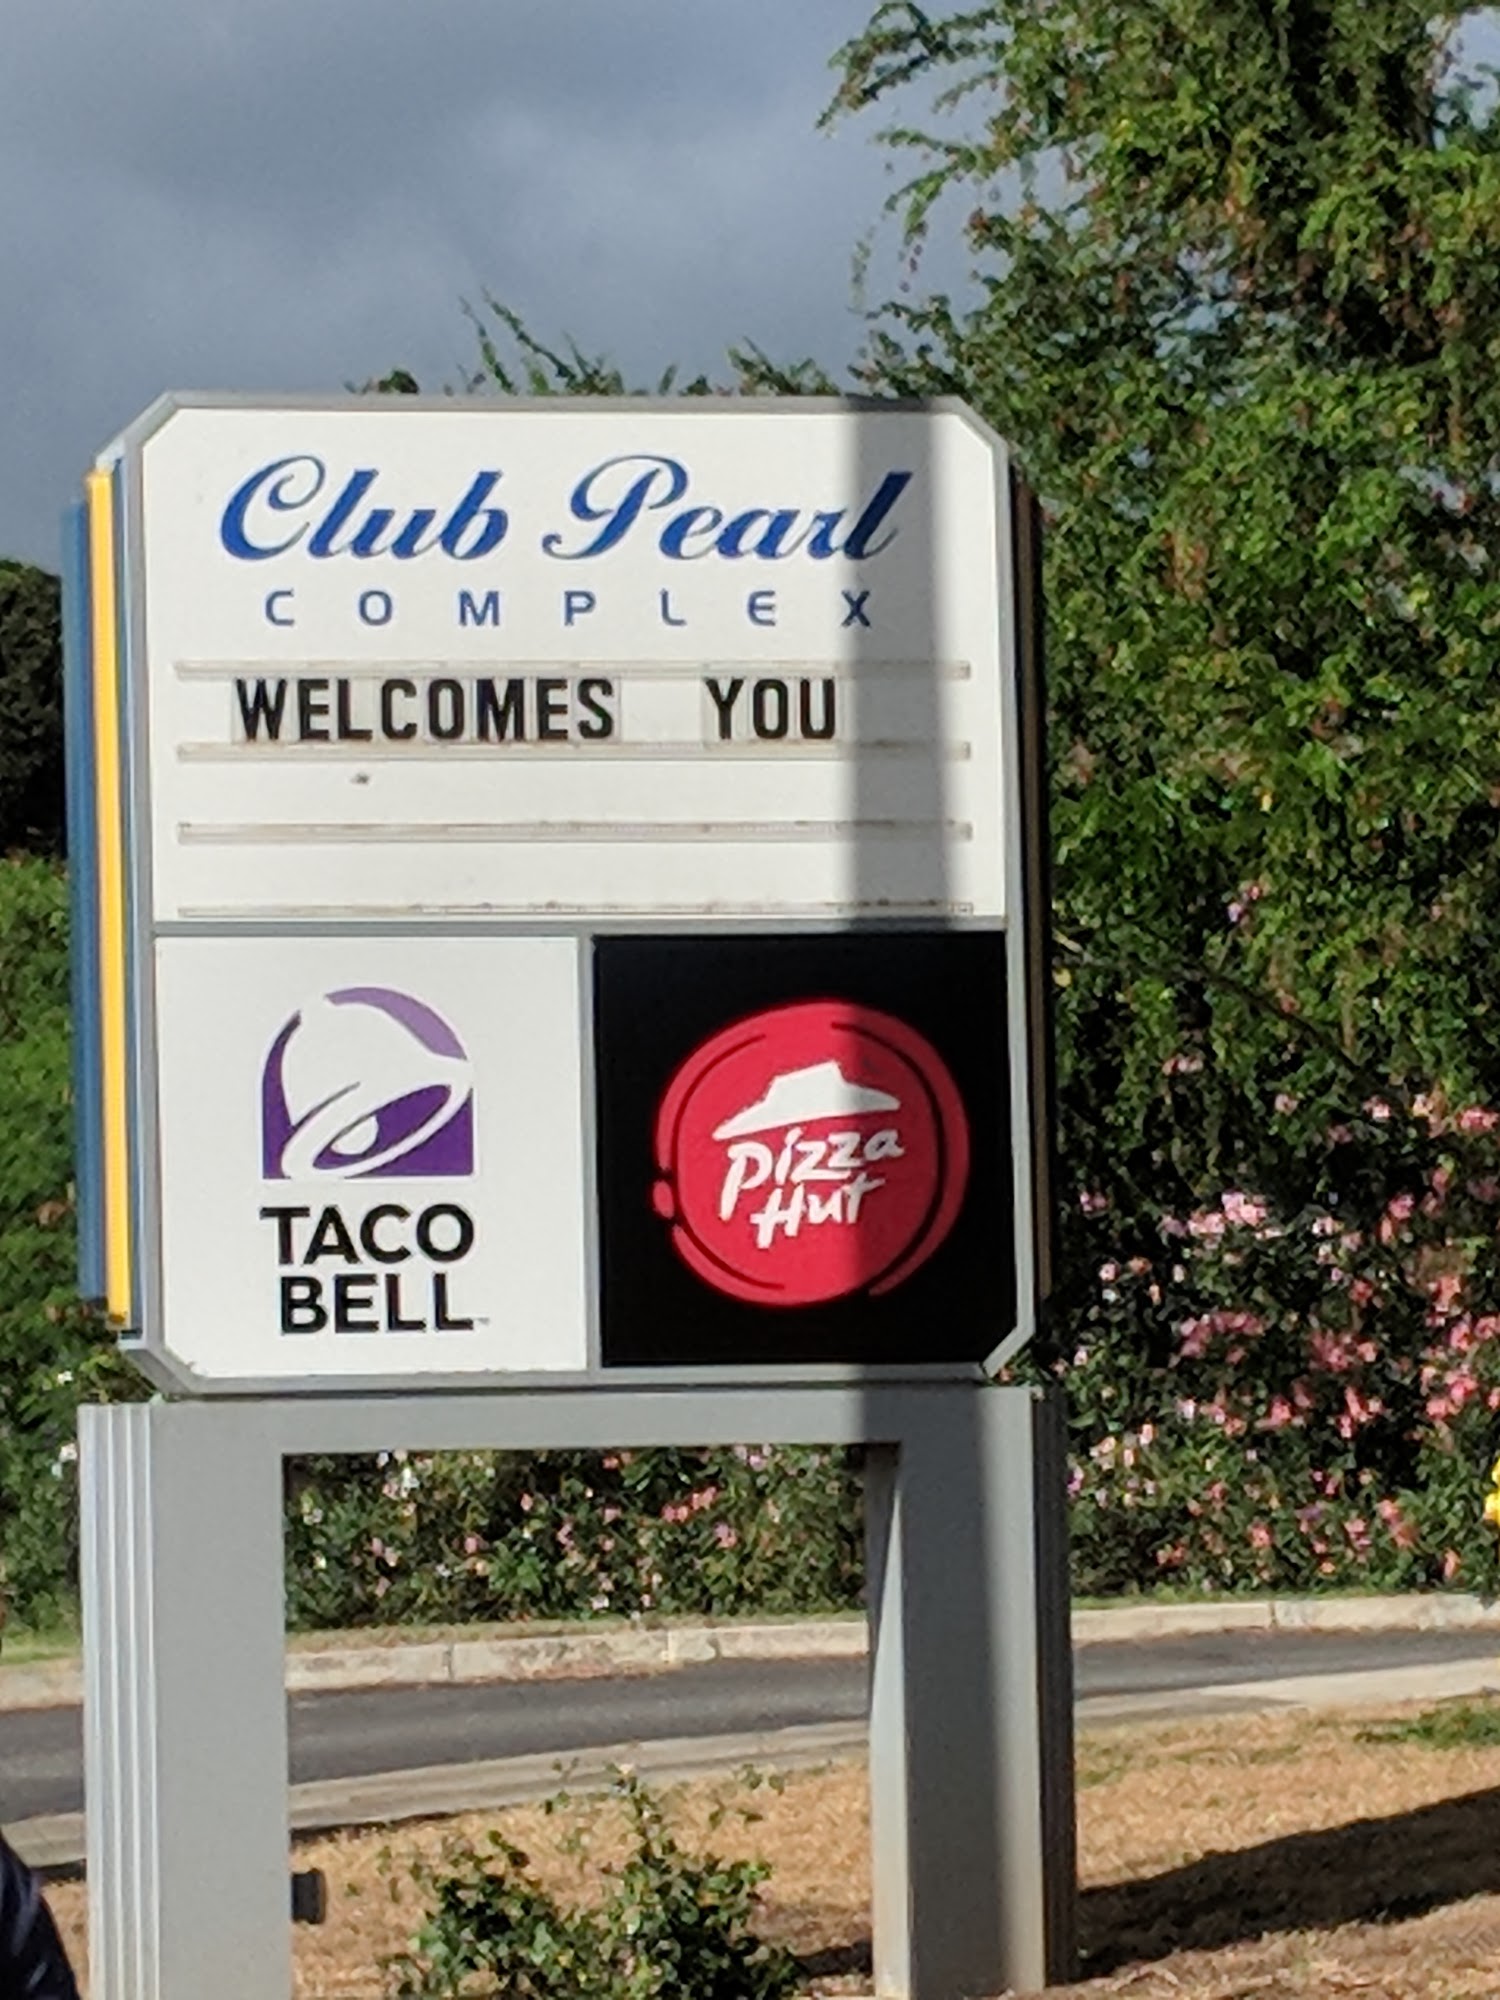 Club Pearl
COMPLEX
WELCOMES YOU
TACO
BELL
Pizza
Hut